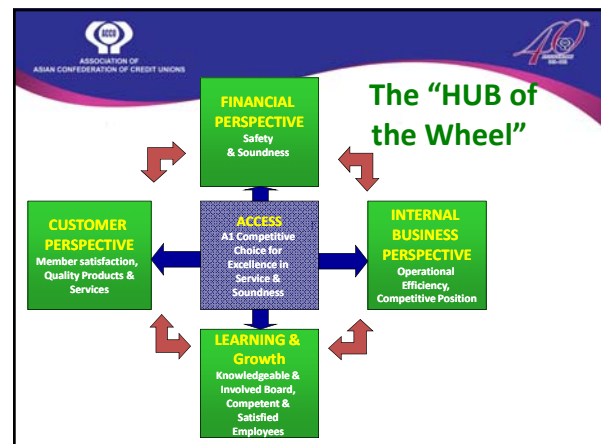 ACCU
ASSOCIATION OF
ASIAN CONFEDERATION OF CREDIT UNIONS
40
The “HUB of
the Wheel”
FINANCIAL
PERSPECTIVE
Safety
& Soundness
CUSTOMER
PERSPECTIVE
Member satisfaction,
Quality Products &
Services
ACCESS
A1 Competitive
Choice for
Excellence in
Service &
Soundness
INTERNAL
BUSINESS
PERSPECTIVE
Operational
Efficiency,
Competitive Position
LEARNING &
Growth
Knowledgeable &
Involved Board,
Competent &
Satisfied
Employees